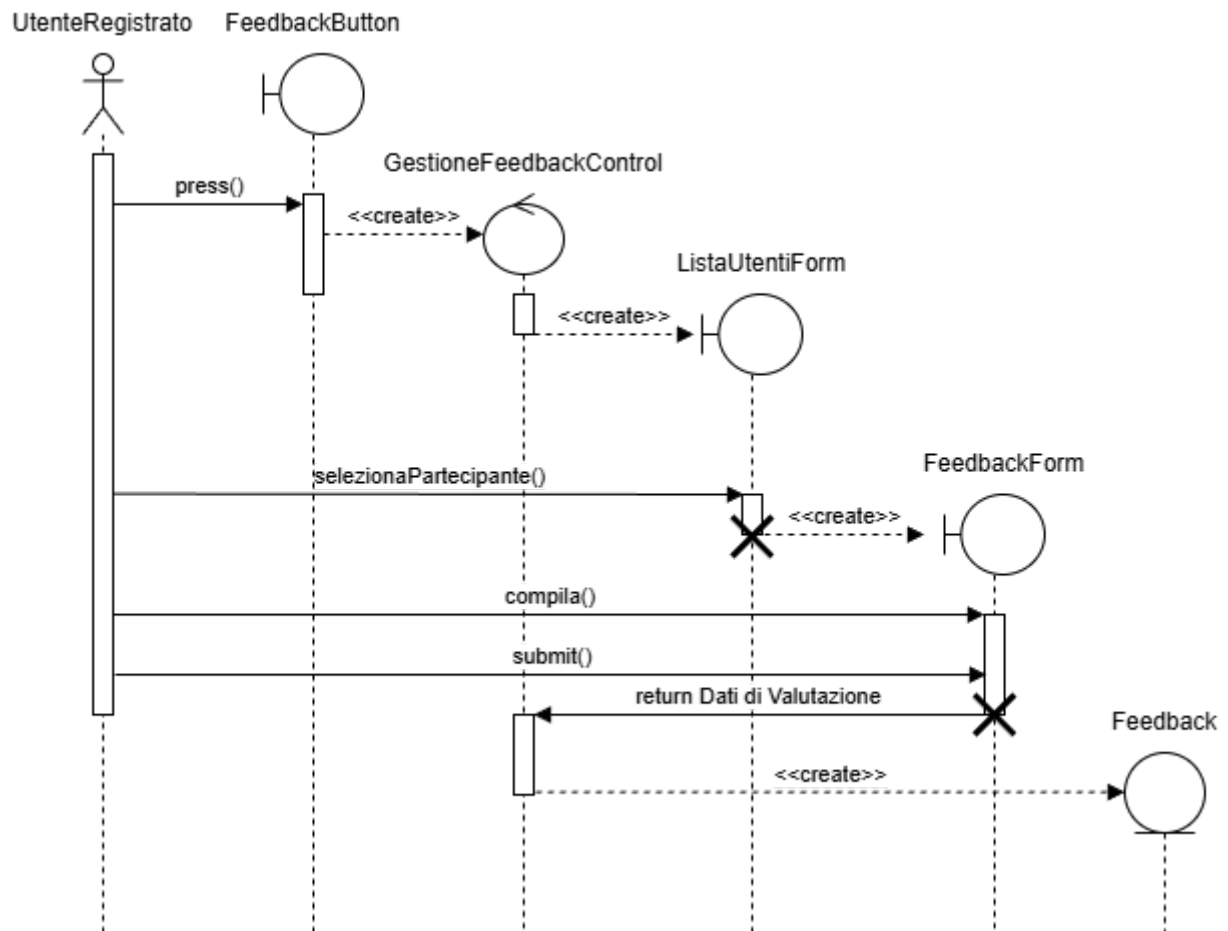 UtenteRegistrato
FeedbackButton
GestioneFeedbackControl
press()
<<create>>
ListaUtentiForm
<<create>>
FeedbackForm
selezionaPartecipante()
<<create>>
compila()
submit()
return Dati di Valutazione
Feedback
<<create>>